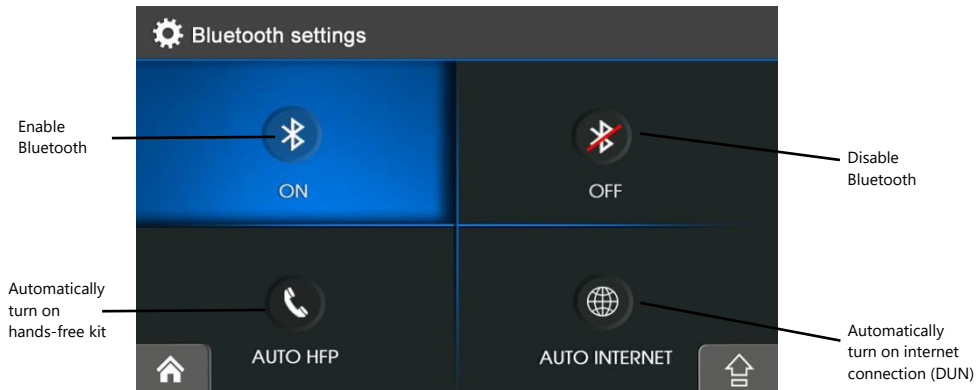 Bluetooth settings
Enable
Bluetooth
ON
OFF
Disable
Bluetooth
Automatically
turn on
hands-free kit
AUTO HFP
AUTO INTERNET
Automatically
turn on internet
connection (DUN)